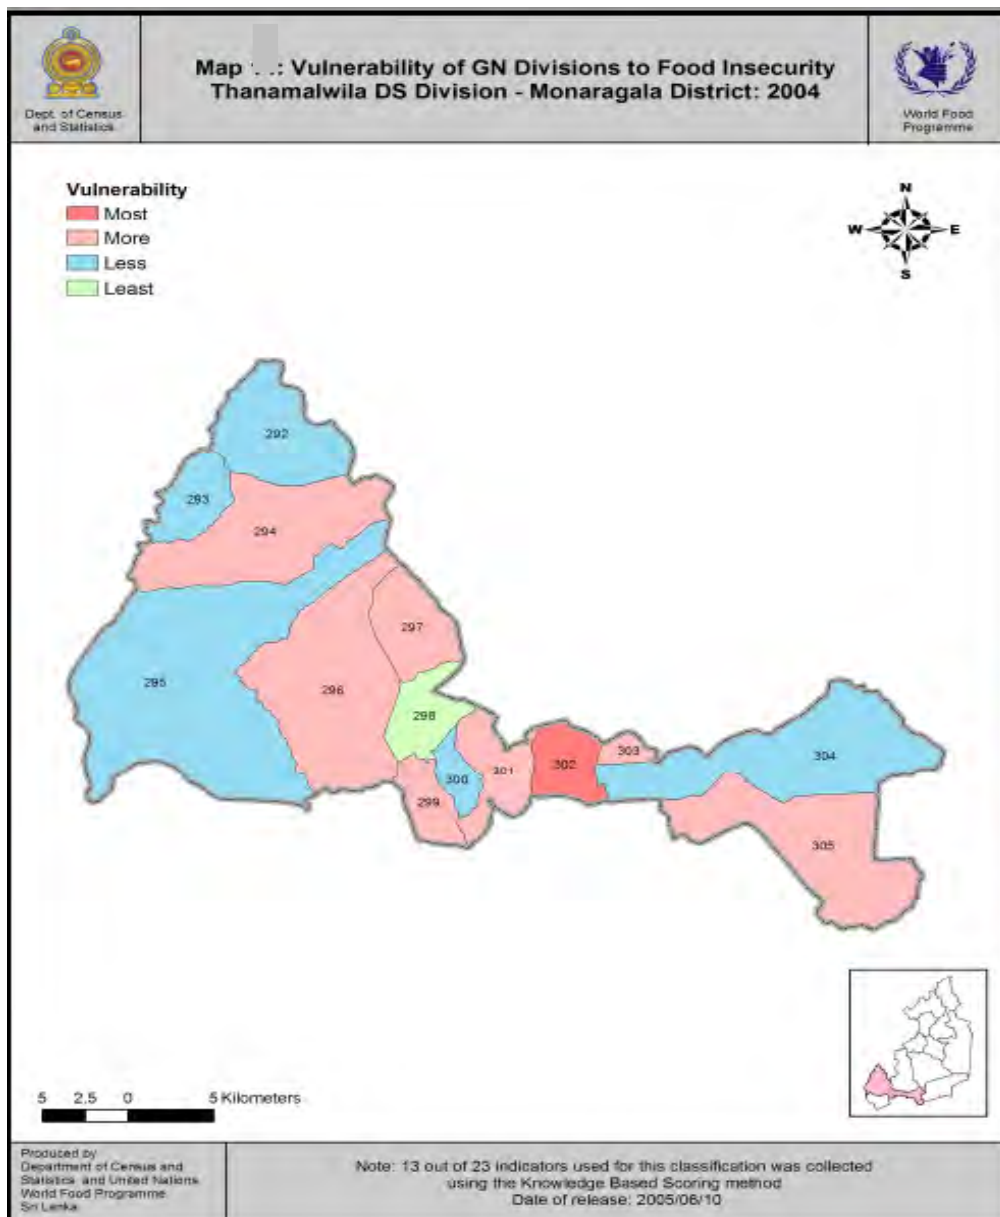 Dept. of Census
and Statistics
Map : Vulnerability of GN Divisions to Food Insecurity
Thanamalwila DS Division - Monaragala District: 2004
World Food
Programme
Vulnerability
Most
More
Less
Least
N
W E
S
292
293
294
295
296
297
298
299
300
301
302
303
304
305
5 2.5 0 5 Kilometers
Produced by
Department of Census and
Statistics and United Nations
World Food Programme
Sri Lanka
Note: 13 out of 23 indicators used for this classification was collected
using the Knowledge Based Scoring method
Date of release: 2005/06/10